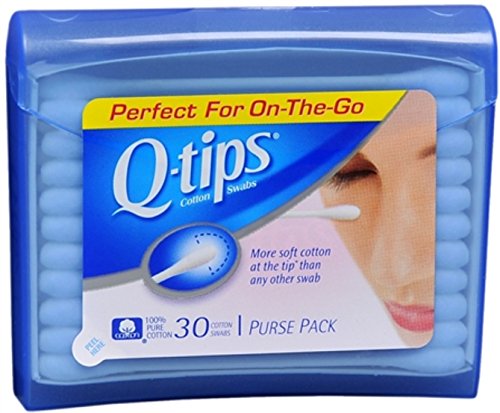 Perfect For On-The-Go
Q-tips®
Cotton Swabs
More soft cotton
at the tip* than
any other swab
100%
PURE
COTTON
30 COTTON SWABS
PURSE PACK
PEEL
HERE